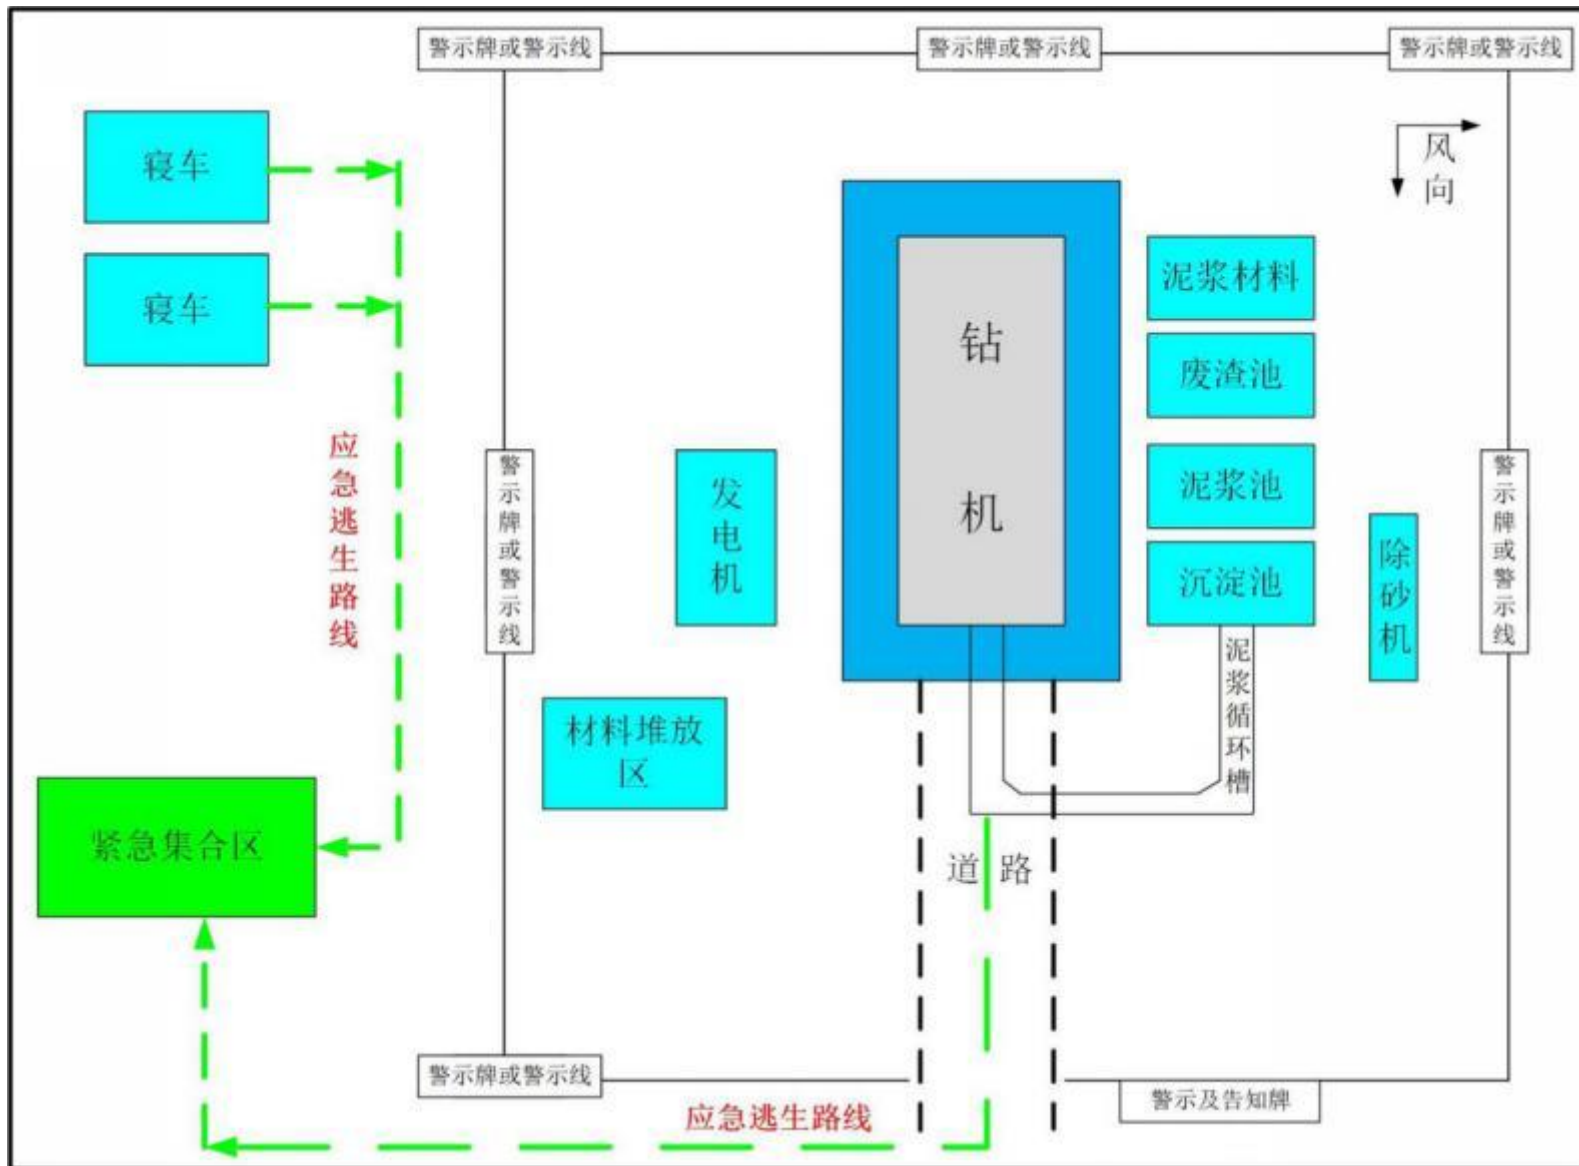 警示牌或警示线
警示牌或警示线
警示牌或警示线
风向
寝车
寝车
钻机
泥浆材料
废渣池
泥浆池
沉淀池
应急逃生路线
警示牌或警示线
发电机
除砂机
警示牌或警示线
泥浆循环槽
材料堆放
区
紧急集合区
道路
警示牌或警示线
应急逃生路线
警示及告知牌